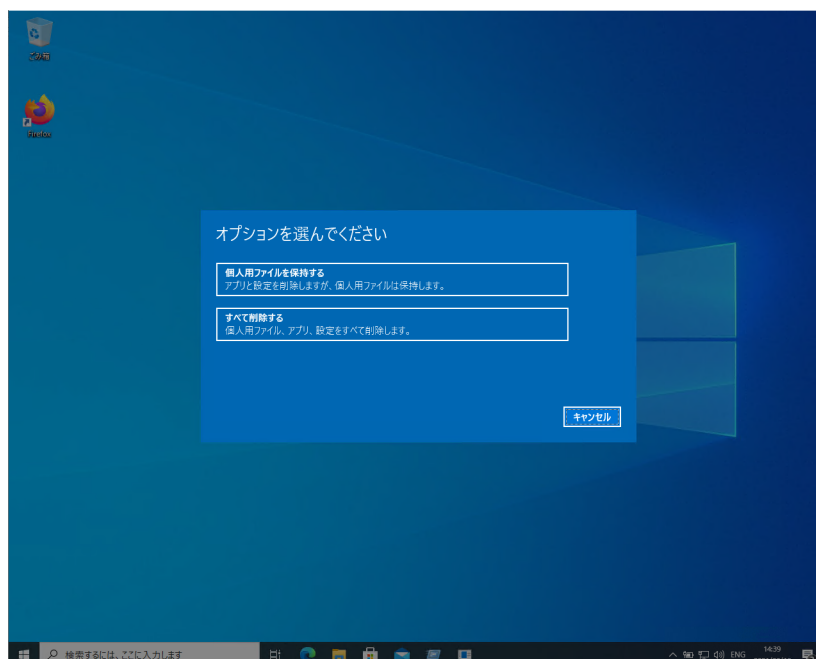 ごみ箱
Firefox
オプションを選んでください
個人用ファイルを保持する
アプリと設定を削除しますが、個人用ファイルは保持します。
すべて削除する
個人用ファイル、アプリ、設定をすべて削除します。
キャンセル
検索するには、ここに入力します
ENG
14:39